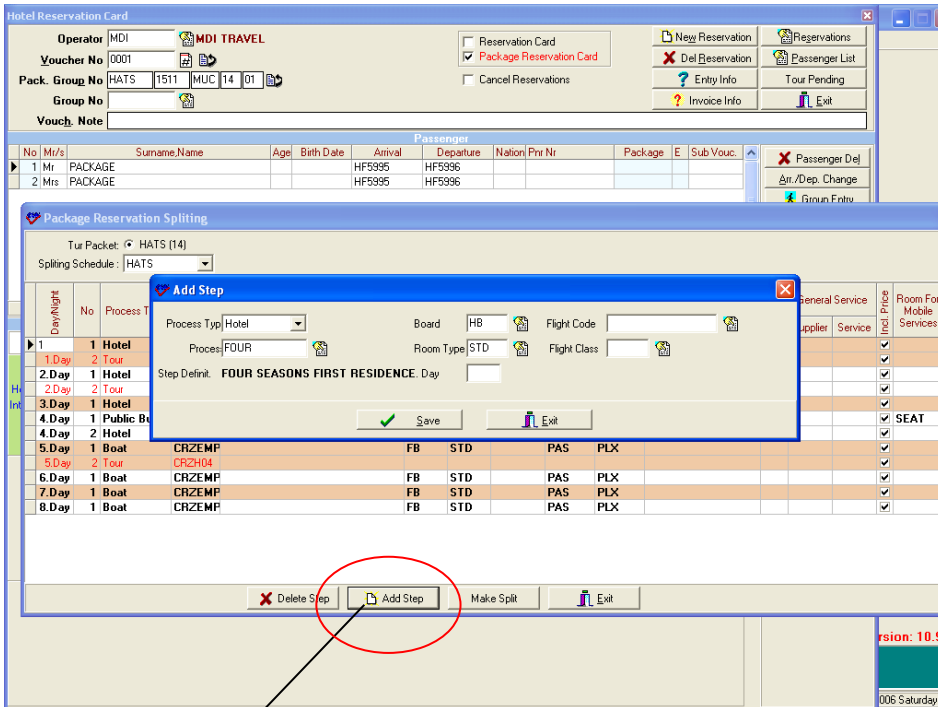 Hotel Reservation Card
Operator MDI MDI TRAVEL
Voucher No 0001
Pack. Group No HATS 1511 MUC 14 01
Group No
Vouch. Note
Reservation Card
Package Reservation Card
Cancel Reservations
New Reservation Reservations
Del Reservation Passenger List
Entry Info Tour Pending
Invoice Info Exit
Passenger
No Mr/s Surname,Name Age Birth Date Arrival Departure Nation Pnr Nr Package E Sub Vouc.
1 Mr PACKAGE HF5995 HF5996
2 Mrs PACKAGE HF5995 HF5996
Passenger Del
Arr./Dep. Change
Group Entry
Package Reservation Spliting
Tur Packet: HATS (14)
Spliting Schedule : HATS
Add Step
Process Typ Hotel Board HB Flight Code
Proces FOUR Room Type STD Flight Class
Step Definit. FOUR SEASONS FIRST RESIDENCE. Day
Save Exit
Day/Night No Process T General Service Incl. Price Room For Mobile Services
upplier Service
1 1 Hotel
1.Day 2 Tour
2.Day 1 Hotel
2.Day 2 Tour
3.Day 1 Hotel
4.Day 1 Public Bu SEAT
4.Day 2 Hotel
5.Day 1 Boat CRZEMP FB STD PAS PLX
5.Day 2 Tour CRZH04
6.Day 1 Boat CRZEMP FB STD PAS PLX
7.Day 1 Boat CRZEMP FB STD PAS PLX
8.Day 1 Boat CRZEMP FB STD PAS PLX
Int
Delete Step Add Step Make Split Exit
rsion: 10.9
006 Saturday